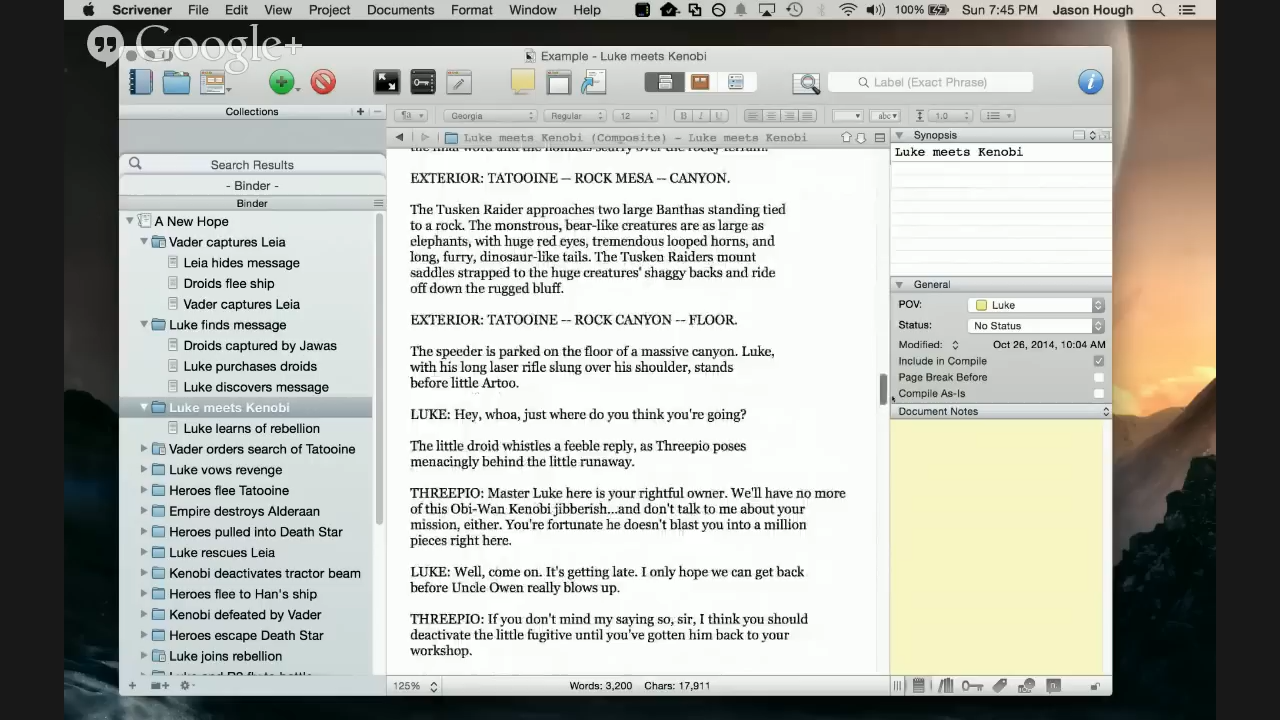 Scrivener File Edit View Project Documents Format Window Help 100% Sun 7:45 PM Jason Hough
Google+
Example - Luke meets Kenobi
Label (Exact Phrase)
Collections
Georgia Regular 12 B I U abc 1.0
Luke meets Kenobi (Composite) - Luke meets Kenobi
Search Results
- Binder -
Binder
A New Hope
Vader captures Leia
Leia hides message
Droids flee ship
Vader captures Leia
Luke finds message
Droids captured by Jawas
Luke purchases droids
Luke discovers message
Luke meets Kenobi
Luke learns of rebellion
Vader orders search of Tatooine
Luke vows revenge
Heroes flee Tatooine
Empire destroys Alderaan
Heroes pulled into Death Star
Luke rescues Leia
Kenobi deactivates tractor beam
Heroes flee to Han's ship
Kenobi defeated by Vader
Heroes escape Death Star
Luke joins rebellion
the final word and the nomads scurry over the rocky terrain.
EXTERIOR: TATOOINE -- ROCK MESA -- CANYON.
The Tusken Raider approaches two large Banthas standing tied
to a rock. The monstrous, bear-like creatures are as large as
elephants, with huge red eyes, tremendous looped horns, and
long, furry, dinosaur-like tails. The Tusken Raiders mount
saddles strapped to the huge creatures' shaggy backs and ride
off down the rugged bluff.
EXTERIOR: TATOOINE -- ROCK CANYON -- FLOOR.
The speeder is parked on the floor of a massive canyon. Luke,
with his long laser rifle slung over his shoulder, stands
before little Artoo.
LUKE: Hey, whoa, just where do you think you're going?
The little droid whistles a feeble reply, as Threepio poses
menacingly behind the little runaway.
THREEPIO: Master Luke here is your rightful owner. We'll have no more
of this Obi-Wan Kenobi jibberish...and don't talk to me about your
mission, either. You're fortunate he doesn't blast you into a million
pieces right here.
LUKE: Well, come on. It's getting late. I only hope we can get back
before Uncle Owen really blows up.
THREEPIO: If you don't mind my saying so, sir, I think you should
deactivate the little fugitive until you've gotten him back to your
workshop.
125% Words: 3,200 Chars: 17,911
Synopsis
Luke meets Kenobi
General
POV: Luke
Status: No Status
Modified: Oct 26, 2014, 10:04 AM
Include in Compile
Page Break Before
Compile As-Is
Document Notes